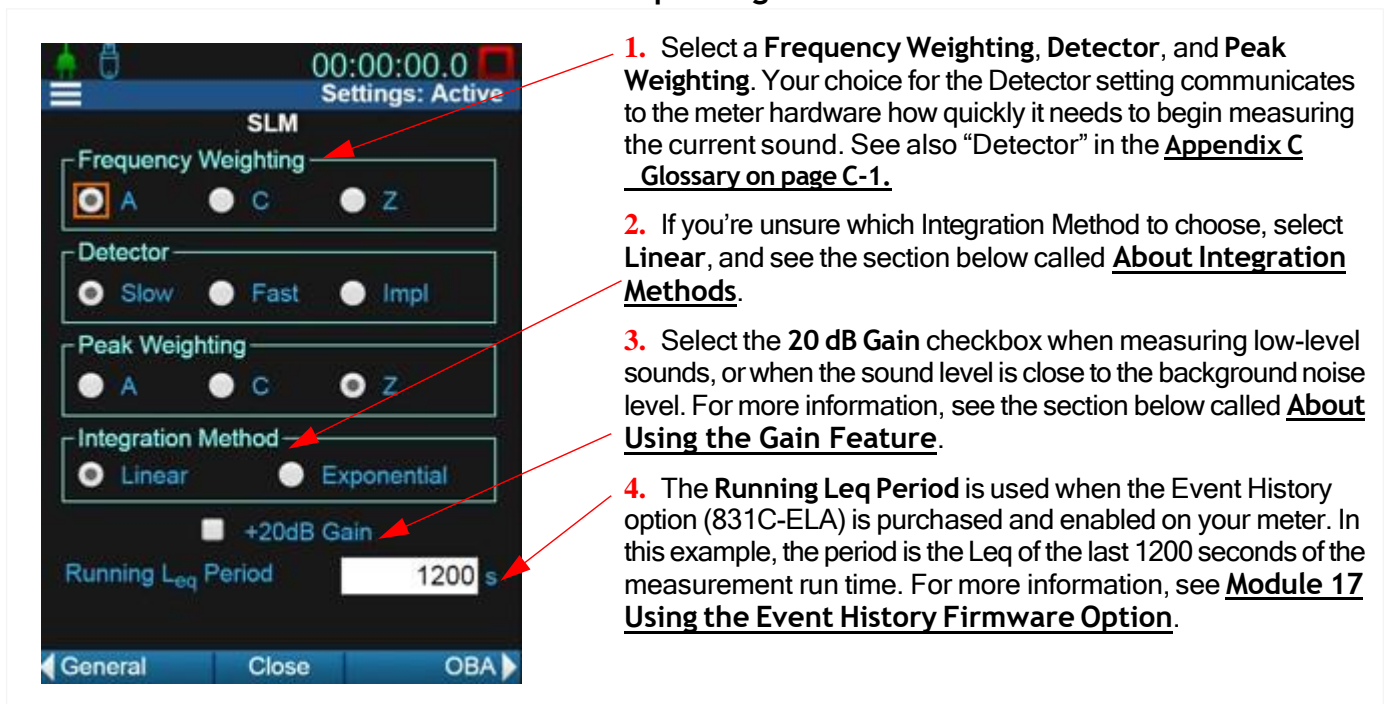 00:00:00.0
Settings: Active
SLM
Frequency Weighting
A C Z
Detector
Slow Fast Impl
Peak Weighting
A C Z
Integration Method
Linear Exponential
+20dB Gain
Running Leq Period 1200 s
General Close OBA
1. Select a Frequency Weighting, Detector, and Peak
Weighting. Your choice for the Detector setting communicates
to the meter hardware how quickly it needs to begin measuring
the current sound. See also “Detector” in the Appendix C
Glossary on page C-1.
2. If you’re unsure which Integration Method to choose, select
Linear, and see the section below called About Integration
Methods.
3. Select the 20 dB Gain checkbox when measuring low-level
sounds, or when the sound level is close to the background noise
level. For more information, see the section below called About
Using the Gain Feature.
4. The Running Leq Period is used when the Event History
option (831C-ELA) is purchased and enabled on your meter. In
this example, the period is the Leq of the last 1200 seconds of the
measurement run time. For more information, see Module 17
Using the Event History Firmware Option.